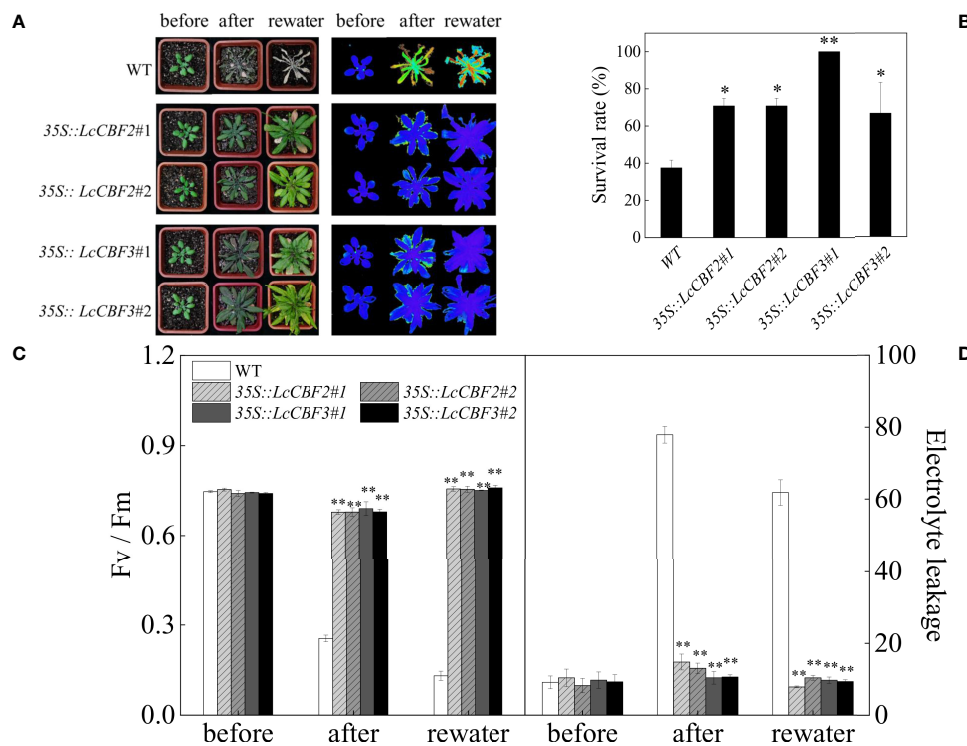 A
before after rewater
before after rewater
WT
35S::LcCBF2#1
35S:: LcCBF2#2
35S:: LcCBF3#1
35S:: LcCBF3#2
B
Survival rate (%)
100
80
60
40
20
0
*
*
**
*
WT
35S::LcCBF2#1
35S::LcCBF2#2
35S::LcCBF3#1
35S::LcCBF3#2
C
Fv / Fm
1.2
0.9
0.6
0.3
0.0
WT
35S::LcCBF2#1 35S::LcCBF2#2
35S::LcCBF3#1 35S::LcCBF3#2
** ** ** **
** ** ** **
before after rewater
D
Electrolyte leakage
100
80
60
40
20
0
** ** ** **
** ** ** **
before after rewater